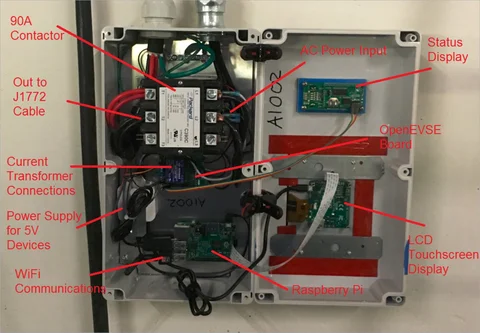 90A
Contactor
AC Power Input
Status
Display
A1002
Out to
J1772
Cable
OpenEVSE
Board
Current
Transformer
Connections
A1002
Power Supply
for 5V
Devices
LCD
Touchscreen
Display
WiFi
Communications
Raspberry Pi